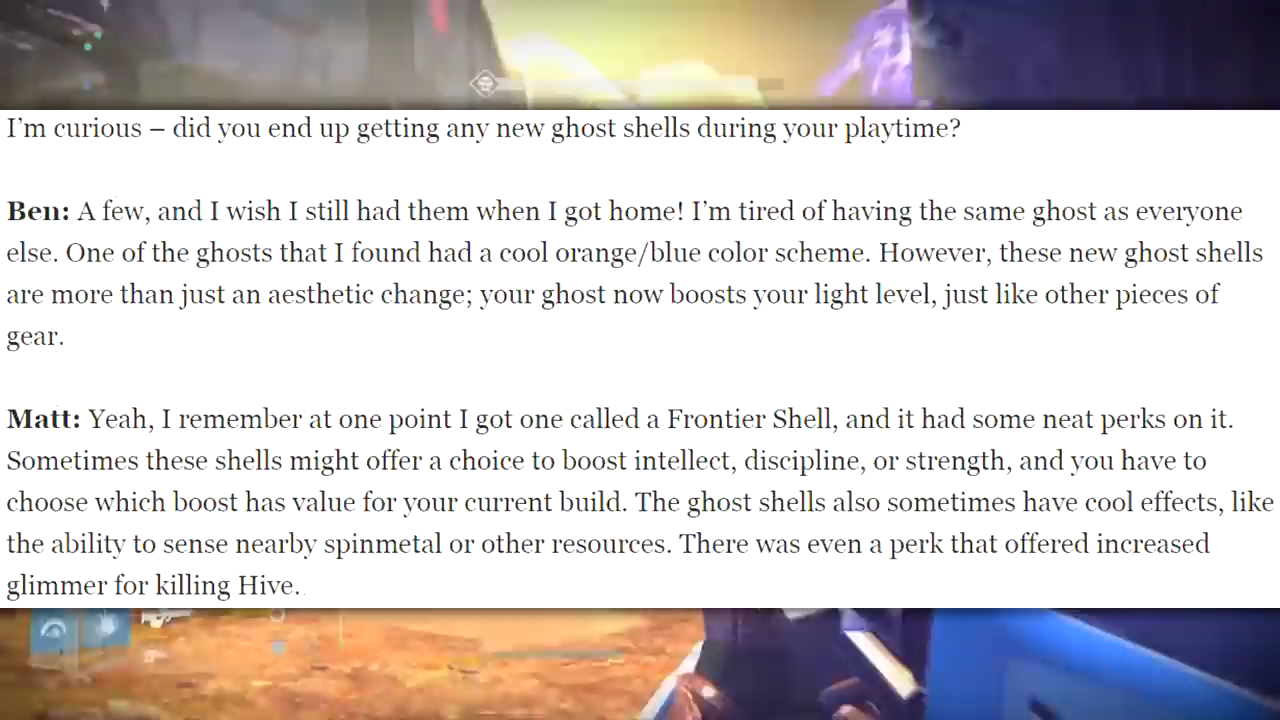 I’m curious – did you end up getting any new ghost shells during your playtime?
Ben: A few, and I wish I still had them when I got home! I’m tired of having the same ghost as everyone
else. One of the ghosts that I found had a cool orange/blue color scheme. However, these new ghost shells
are more than just an aesthetic change; your ghost now boosts your light level, just like other pieces of
gear.
Matt: Yeah, I remember at one point I got one called a Frontier Shell, and it had some neat perks on it.
Sometimes these shells might offer a choice to boost intellect, discipline, or strength, and you have to
choose which boost has value for your current build. The ghost shells also sometimes have cool effects, like
the ability to sense nearby spinmetal or other resources. There was even a perk that offered increased
glimmer for killing Hive.